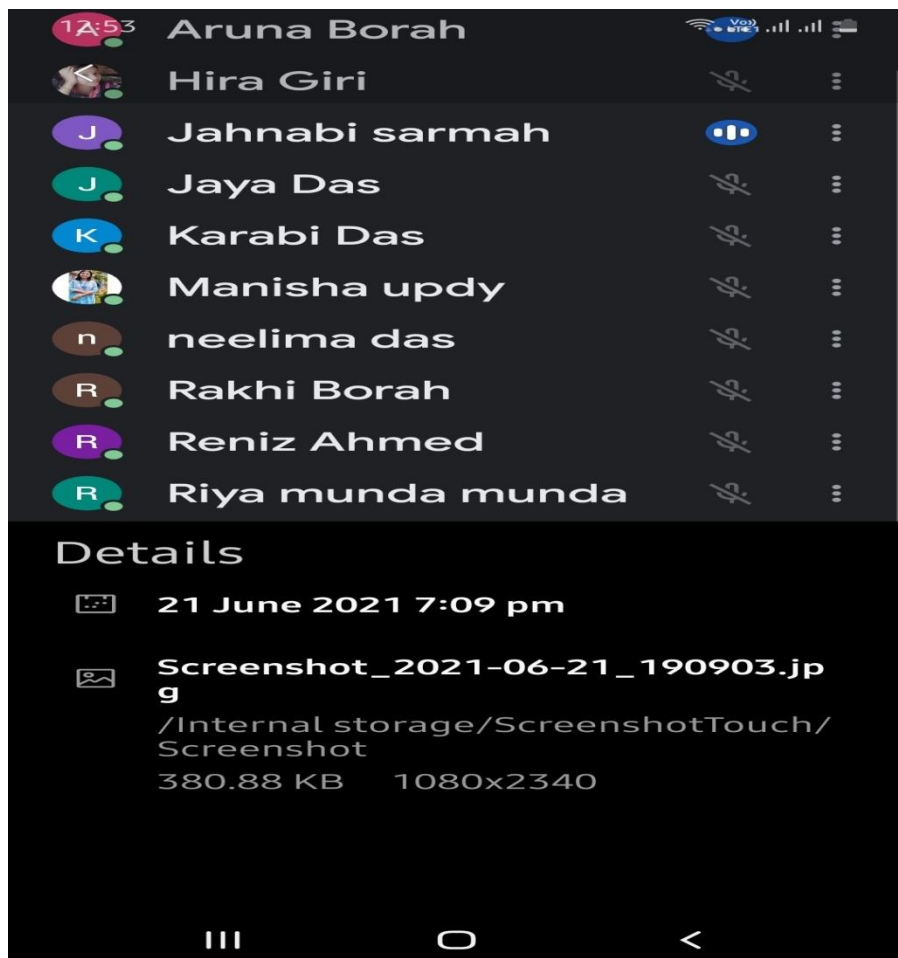 17:53
A Aruna Borah
Hira Giri
J Jahnabi sarmah
J Jaya Das
K Karabi Das
Manisha updy
n neelima das
R Rakhi Borah
R Reniz Ahmed
R Riya munda munda
Details
21 June 2021 7:09 pm
Screenshot_2021-06-21_190903.jp
g
/Internal storage/ScreenshotTouch/
Screenshot
380.88 KB 1080x2340